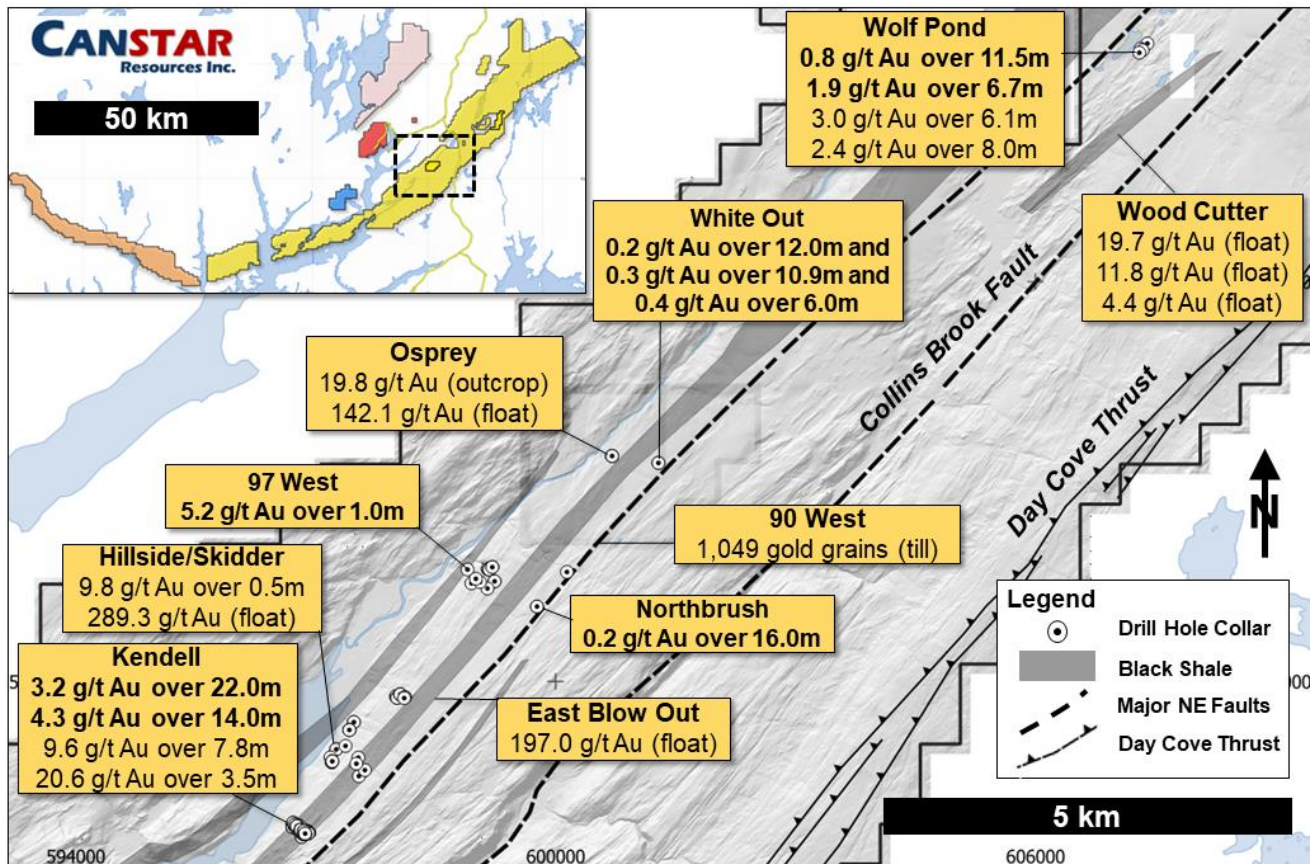 CANSTAR
Resources Inc.
50 km
Wolf Pond
0.8 g/t Au over 11.5m
1.9 g/t Au over 6.7m
3.0 g/t Au over 6.1m
2.4 g/t Au over 8.0m
White Out
0.2 g/t Au over 12.0m and
0.3 g/t Au over 10.9m and
0.4 g/t Au over 6.0m
Wood Cutter
19.7 g/t Au (float)
11.8 g/t Au (float)
4.4 g/t Au (float)
Collins Brook Fault
Osprey
19.8 g/t Au (outcrop)
142.1 g/t Au (float)
Day Cove Thrust
97 West
5.2 g/t Au over 1.0m
90 West
1,049 gold grains (till)
N
Hillside/Skidder
9.8 g/t Au over 0.5m
289.3 g/t Au (float)
Northbrush
0.2 g/t Au over 16.0m
Kendell
3.2 g/t Au over 22.0m
4.3 g/t Au over 14.0m
9.6 g/t Au over 7.8m
20.6 g/t Au over 3.5m
East Blow Out
197.0 g/t Au (float)
Legend
Drill Hole Collar
Black Shale
Major NE Faults
Day Cove Thrust
5 km
594000
600000
606000